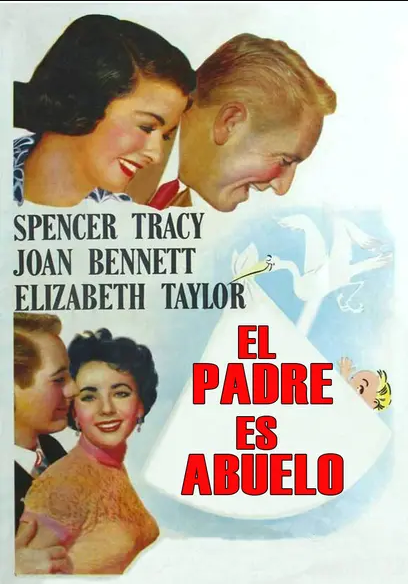 SPENCER TRACY
JOAN BENNETT
ELIZABETH TAYLOR
EL
PADRE
ES
ABUELO